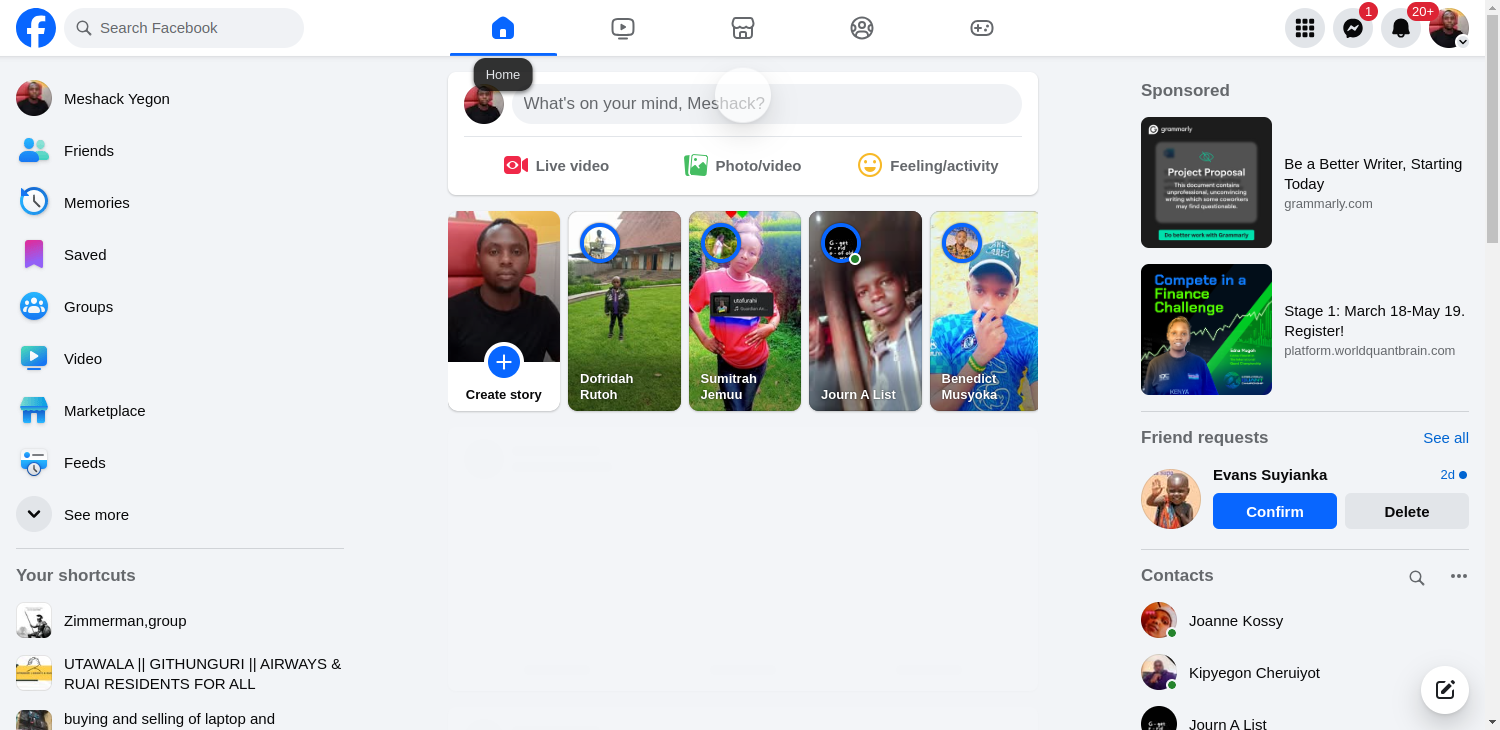 Search Facebook
1
20+
Home
Meshack Yegon
Friends
Memories
Saved
Groups
Video
Marketplace
Feeds
See more
Your shortcuts
Zimmerman,group
UTAWALA || GITHUNGURI || AIRWAYS &
RUAI RESIDENTS FOR ALL
buying and selling of laptop and
What's on your mind, Meshack?
Live video
Photo/video
Feeling/activity
Create story
Dofridah
Rutoh
utafurahi
Sumitrah
Jemuu
G - get
r - rid
Journ A List
Benedict
Musyoka
Sponsored
grammarly
Project Proposal
This document contains
unprofessional, unconvincing
writing which some coworkers
may find questionable.
Do better work with Grammarly
Be a Better Writer, Starting
Today
grammarly.com
Compete in a
Finance
Challenge
KENYA
Stage 1: March 18-May 19.
Register!
platform.worldquantbrain.com
Friend requests
See all
Evans Suyianka
2d
Confirm
Delete
Contacts
Joanne Kossy
Kipyegon Cheruiyot
Journ A List